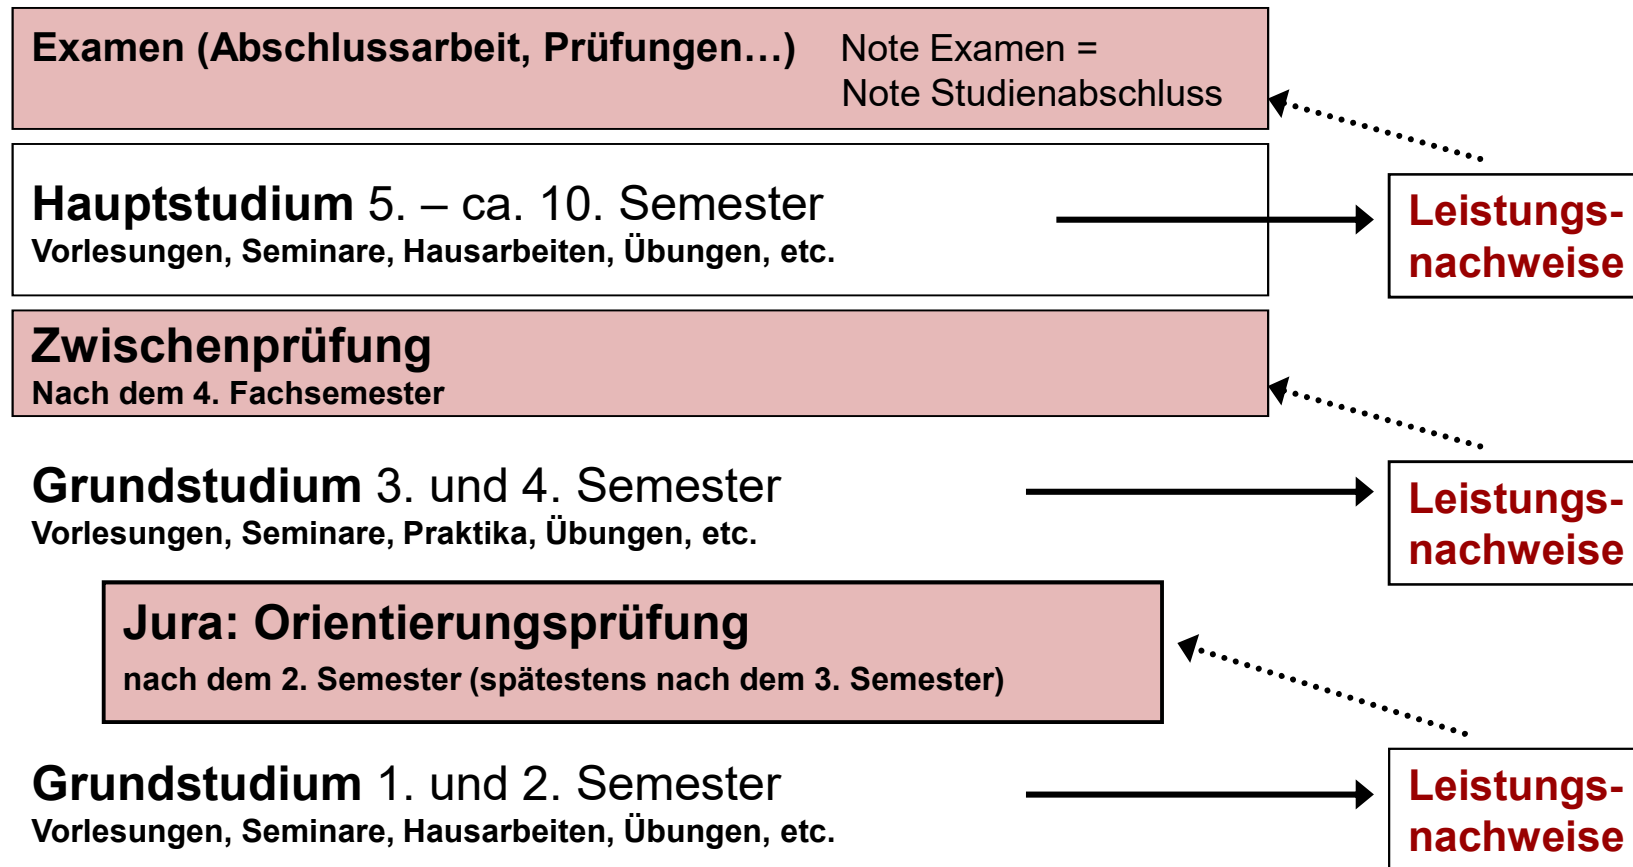 Examen (Abschlussarbeit, Prüfungen…) Note Examen =
Note Studienabschluss
Hauptstudium 5. – ca. 10. Semester
Vorlesungen, Seminare, Hausarbeiten, Übungen, etc.
Leistungs-
nachweise
Zwischenprüfung
Nach dem 4. Fachsemester
Grundstudium 3. und 4. Semester
Vorlesungen, Seminare, Praktika, Übungen, etc.
Leistungs-
nachweise
Jura: Orientierungsprüfung
nach dem 2. Semester (spätestens nach dem 3. Semester)
Grundstudium 1. und 2. Semester
Vorlesungen, Seminare, Hausarbeiten, Übungen, etc.
Leistungs-
nachweise